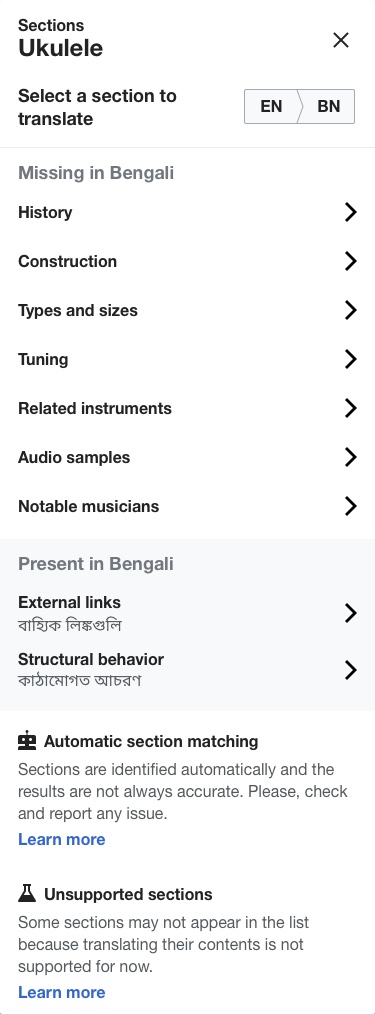 Sections
Ukulele
Select a section to
translate
EN
BN
Missing in Bengali
History
Construction
Types and sizes
Tuning
Related instruments
Audio samples
Notable musicians
Present in Bengali
External links
বাহ্যিক লিঙ্কগুলি
Structural behavior
কাঠামোগত আচরণ
Automatic section matching
Sections are identified automatically and the
results are not always accurate. Please, check
and report any issue.
Learn more
Unsupported sections
Some sections may not appear in the list
because translating their contents is not
supported for now.
Learn more